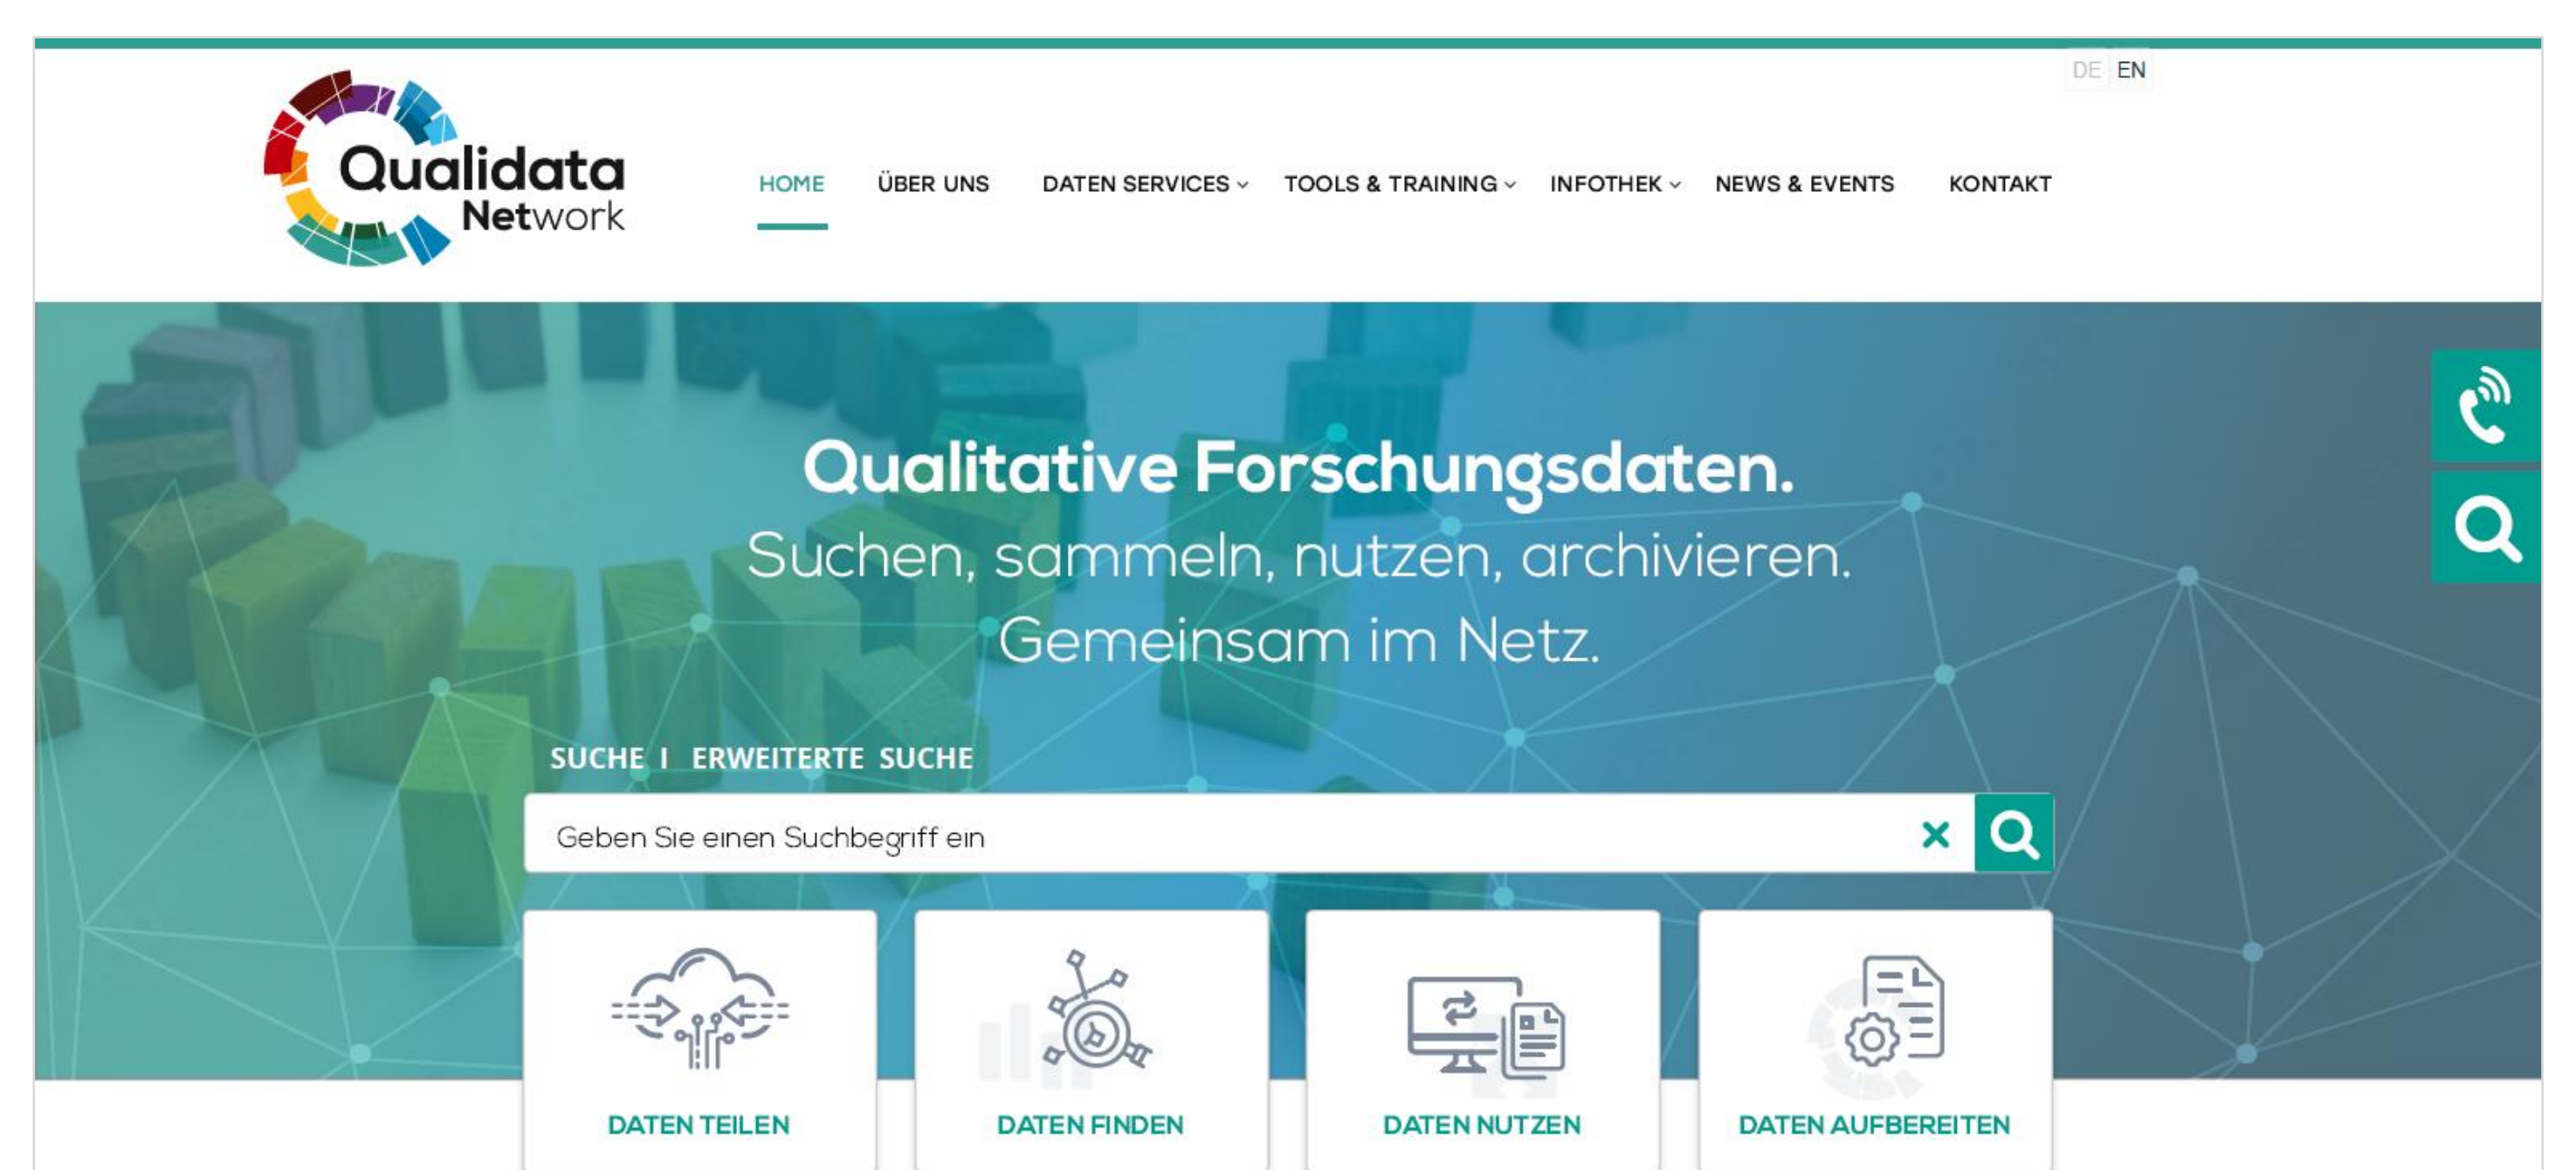 DE EN
Qualidata
Network
HOME ÜBER UNS DATEN SERVICES TOOLS & TRAINING INFOTHEK NEWS & EVENTS KONTAKT
Qualitative Forschungsdaten.
Suchen, sammeln, nutzen, archivieren.
Gemeinsam im Netz.
SUCHE I ERWEITERTE SUCHE
Geben Sie einen Suchbegriff ein
DATEN TEILEN DATEN FINDEN DATEN NUTZEN DATEN AUFBEREITEN